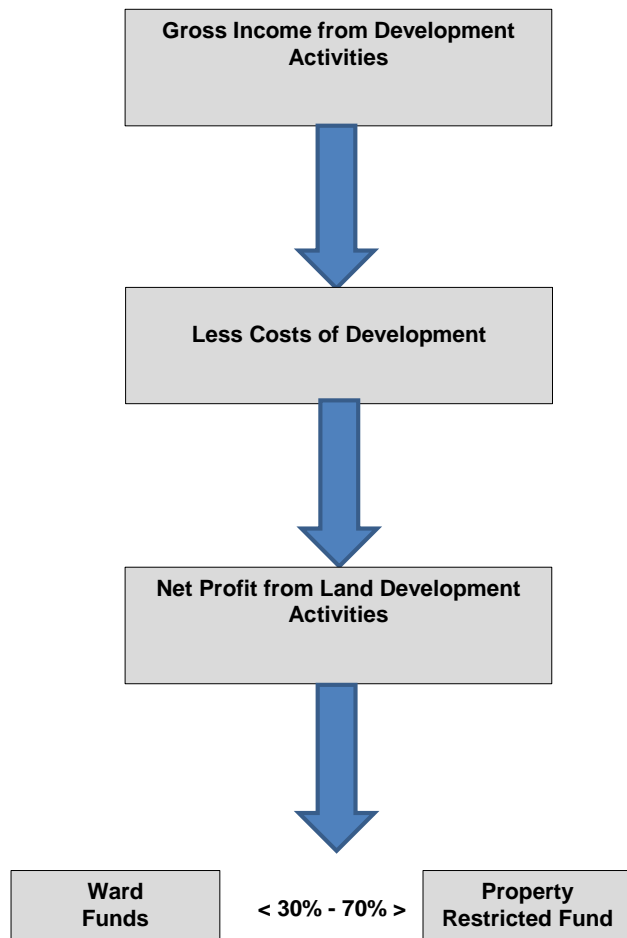 Gross Income from Development
Activities
Less Costs of Development
Net Profit from Land Development
Activities
Ward
Funds
< 30% - 70% >
Property
Restricted Fund